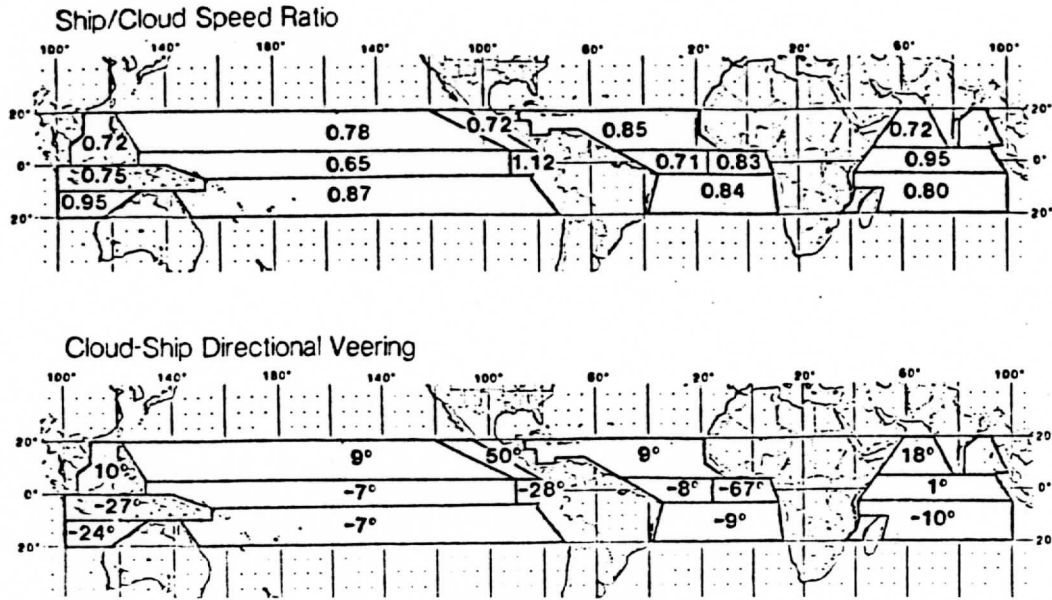 Ship/Cloud Speed Ratio
100° 140° 180° 140° 100° 60° 20° 20° 60° 100°
20° 0.72 0.78 0.72 0.85 0.72 20°
0° 0.75 0.65 1.12 0.71 0.83 0.95 0°
0.95 0.87 0.84 0.80
20° 20°
Cloud-Ship Directional Veering
100° 140° 180° 140° 100° 60° 20° 20° 60° 100°
20° 10° 9° 50° 9° 18° 20°
0° -27° -7° -28° -8° -67° 1° 0°
-24° -7° -9° -10°
20° 20